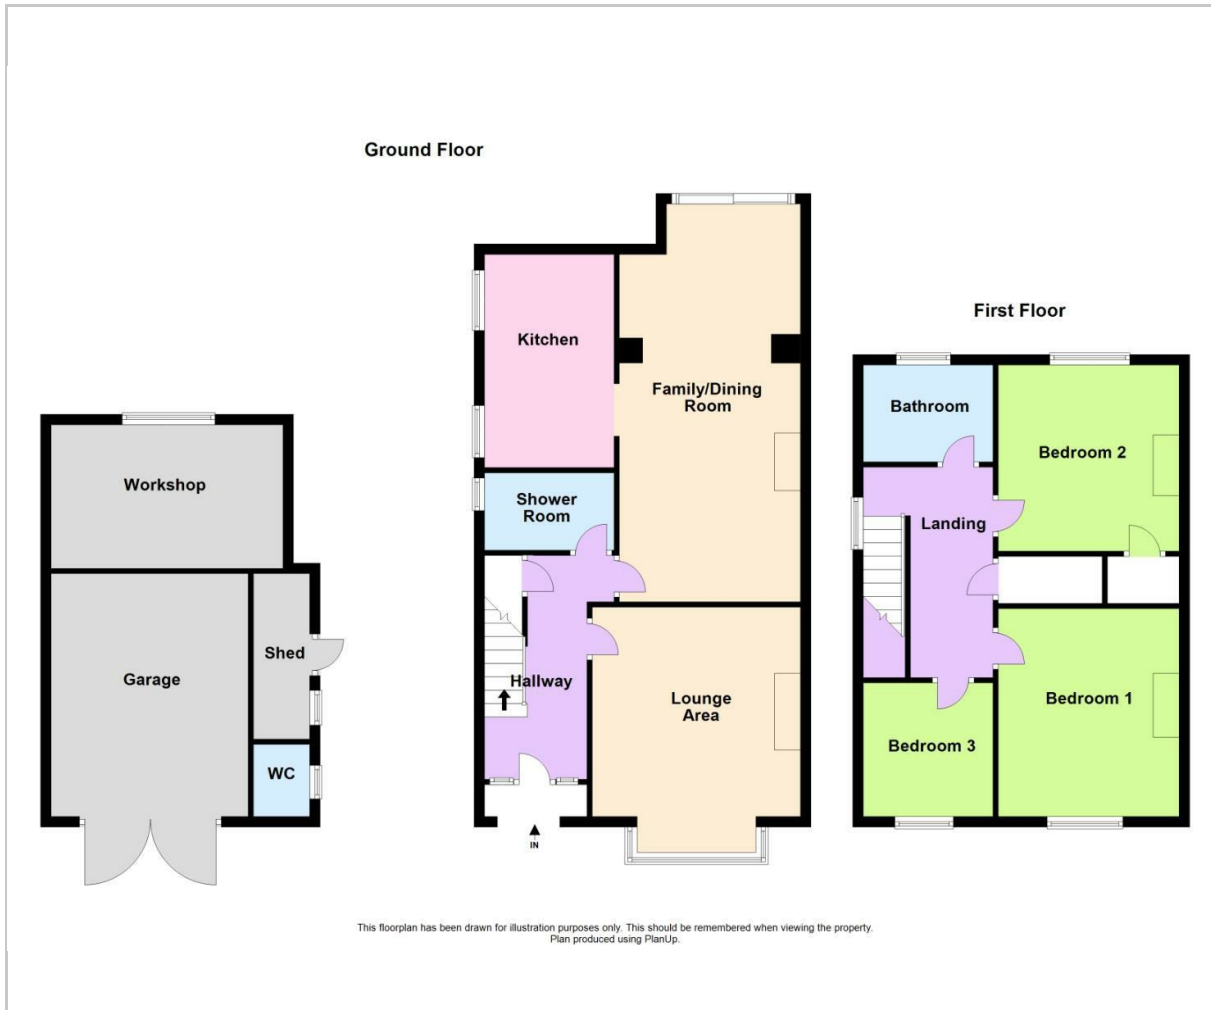 Ground Floor
First Floor
Kitchen
Family/Dining
Room
Shower
Room
Hallway
Lounge
Area
IN
Workshop
Garage
Shed
WC
Bathroom
Bedroom 2
Landing
Bedroom 1
Bedroom 3
This floorplan has been drawn for illustration purposes only. This should be remembered when viewing the property.
Plan produced using PlanUp.